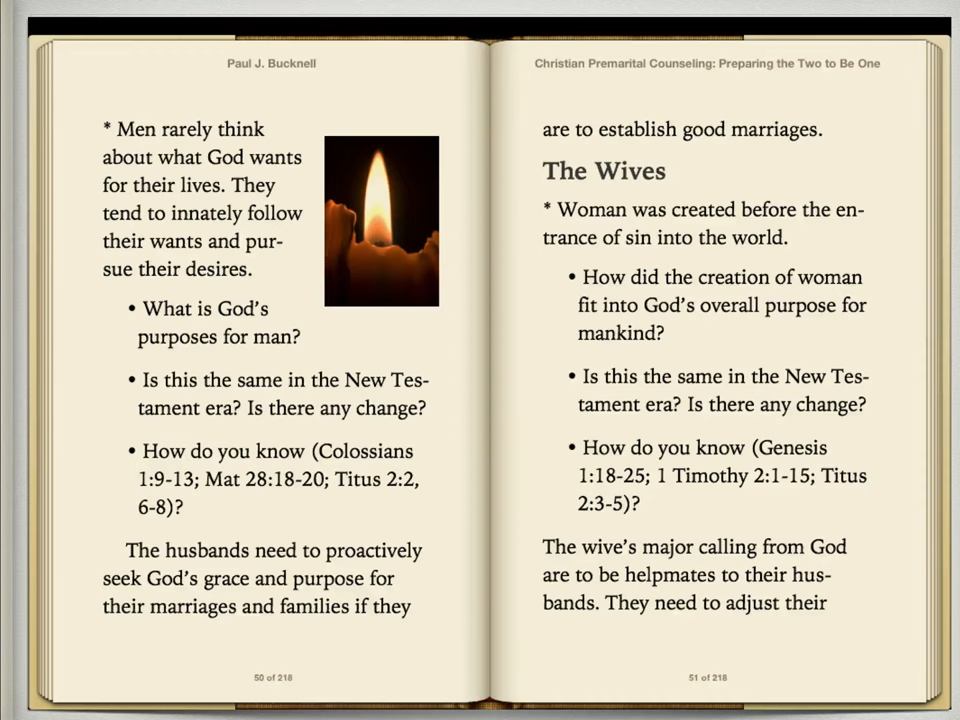 Paul J. Bucknell
* Men rarely think
about what God wants
for their lives. They
tend to innately follow
their wants and pur-
sue their desires.
• What is God's
purposes for man?
• Is this the same in the New Tes-
tament era? Is there any change?
• How do you know (Colossians
1:9-13; Mat 28:18-20; Titus 2:2,
6-8)?
The husbands need to proactively
seek God's grace and purpose for
their marriages and families if they
50 of 218
Christian Premarital Counseling: Preparing the Two to Be One
are to establish good marriages.
The Wives
* Woman was created before the en-
trance of sin into the world.
• How did the creation of woman
fit into God's overall purpose for
mankind?
• Is this the same in the New Tes-
tament era? Is there any change?
• How do you know (Genesis
1:18-25; 1 Timothy 2:1-15; Titus
2:3-5)?
The wive's major calling from God
are to be helpmates to their hus-
bands. They need to adjust their
51 of 218